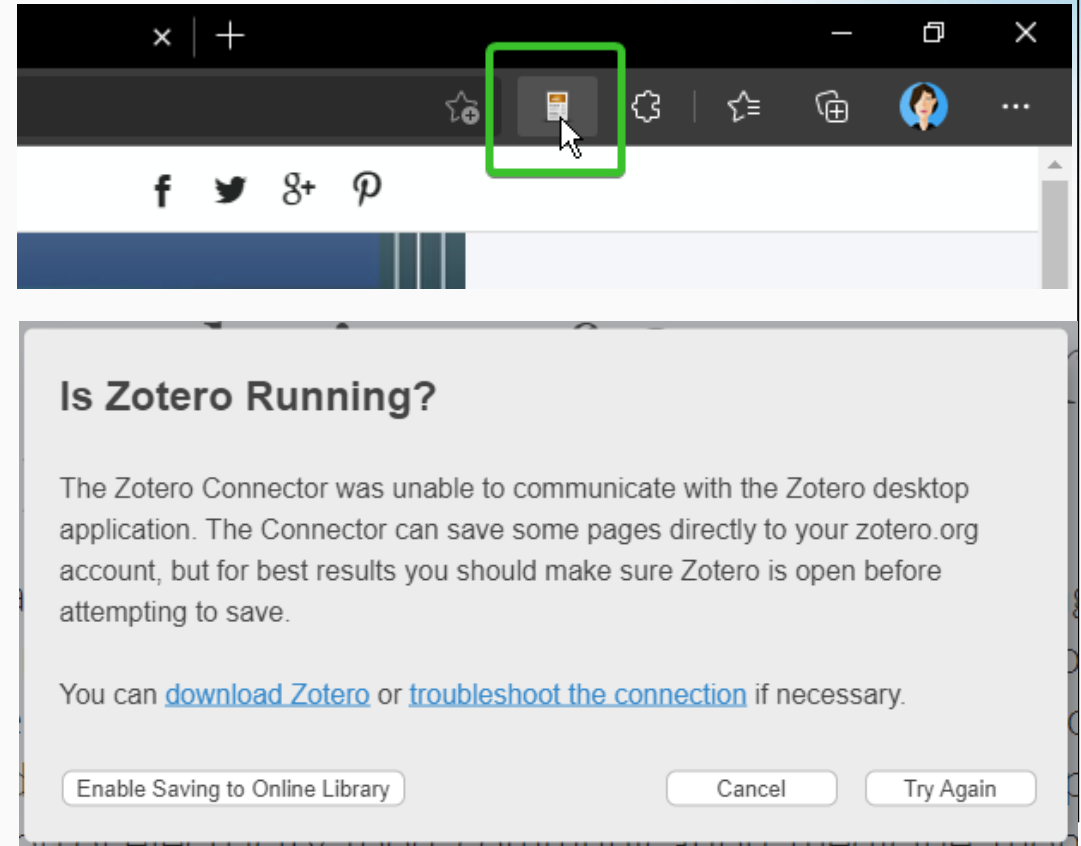 8+
Is Zotero Running?
The Zotero Connector was unable to communicate with the Zotero desktop
application. The Connector can save some pages directly to your zotero.org
account, but for best results you should make sure Zotero is open before
attempting to save.
You can download Zotero or troubleshoot the connection if necessary.
Enable Saving to Online Library
Cancel
Try Again